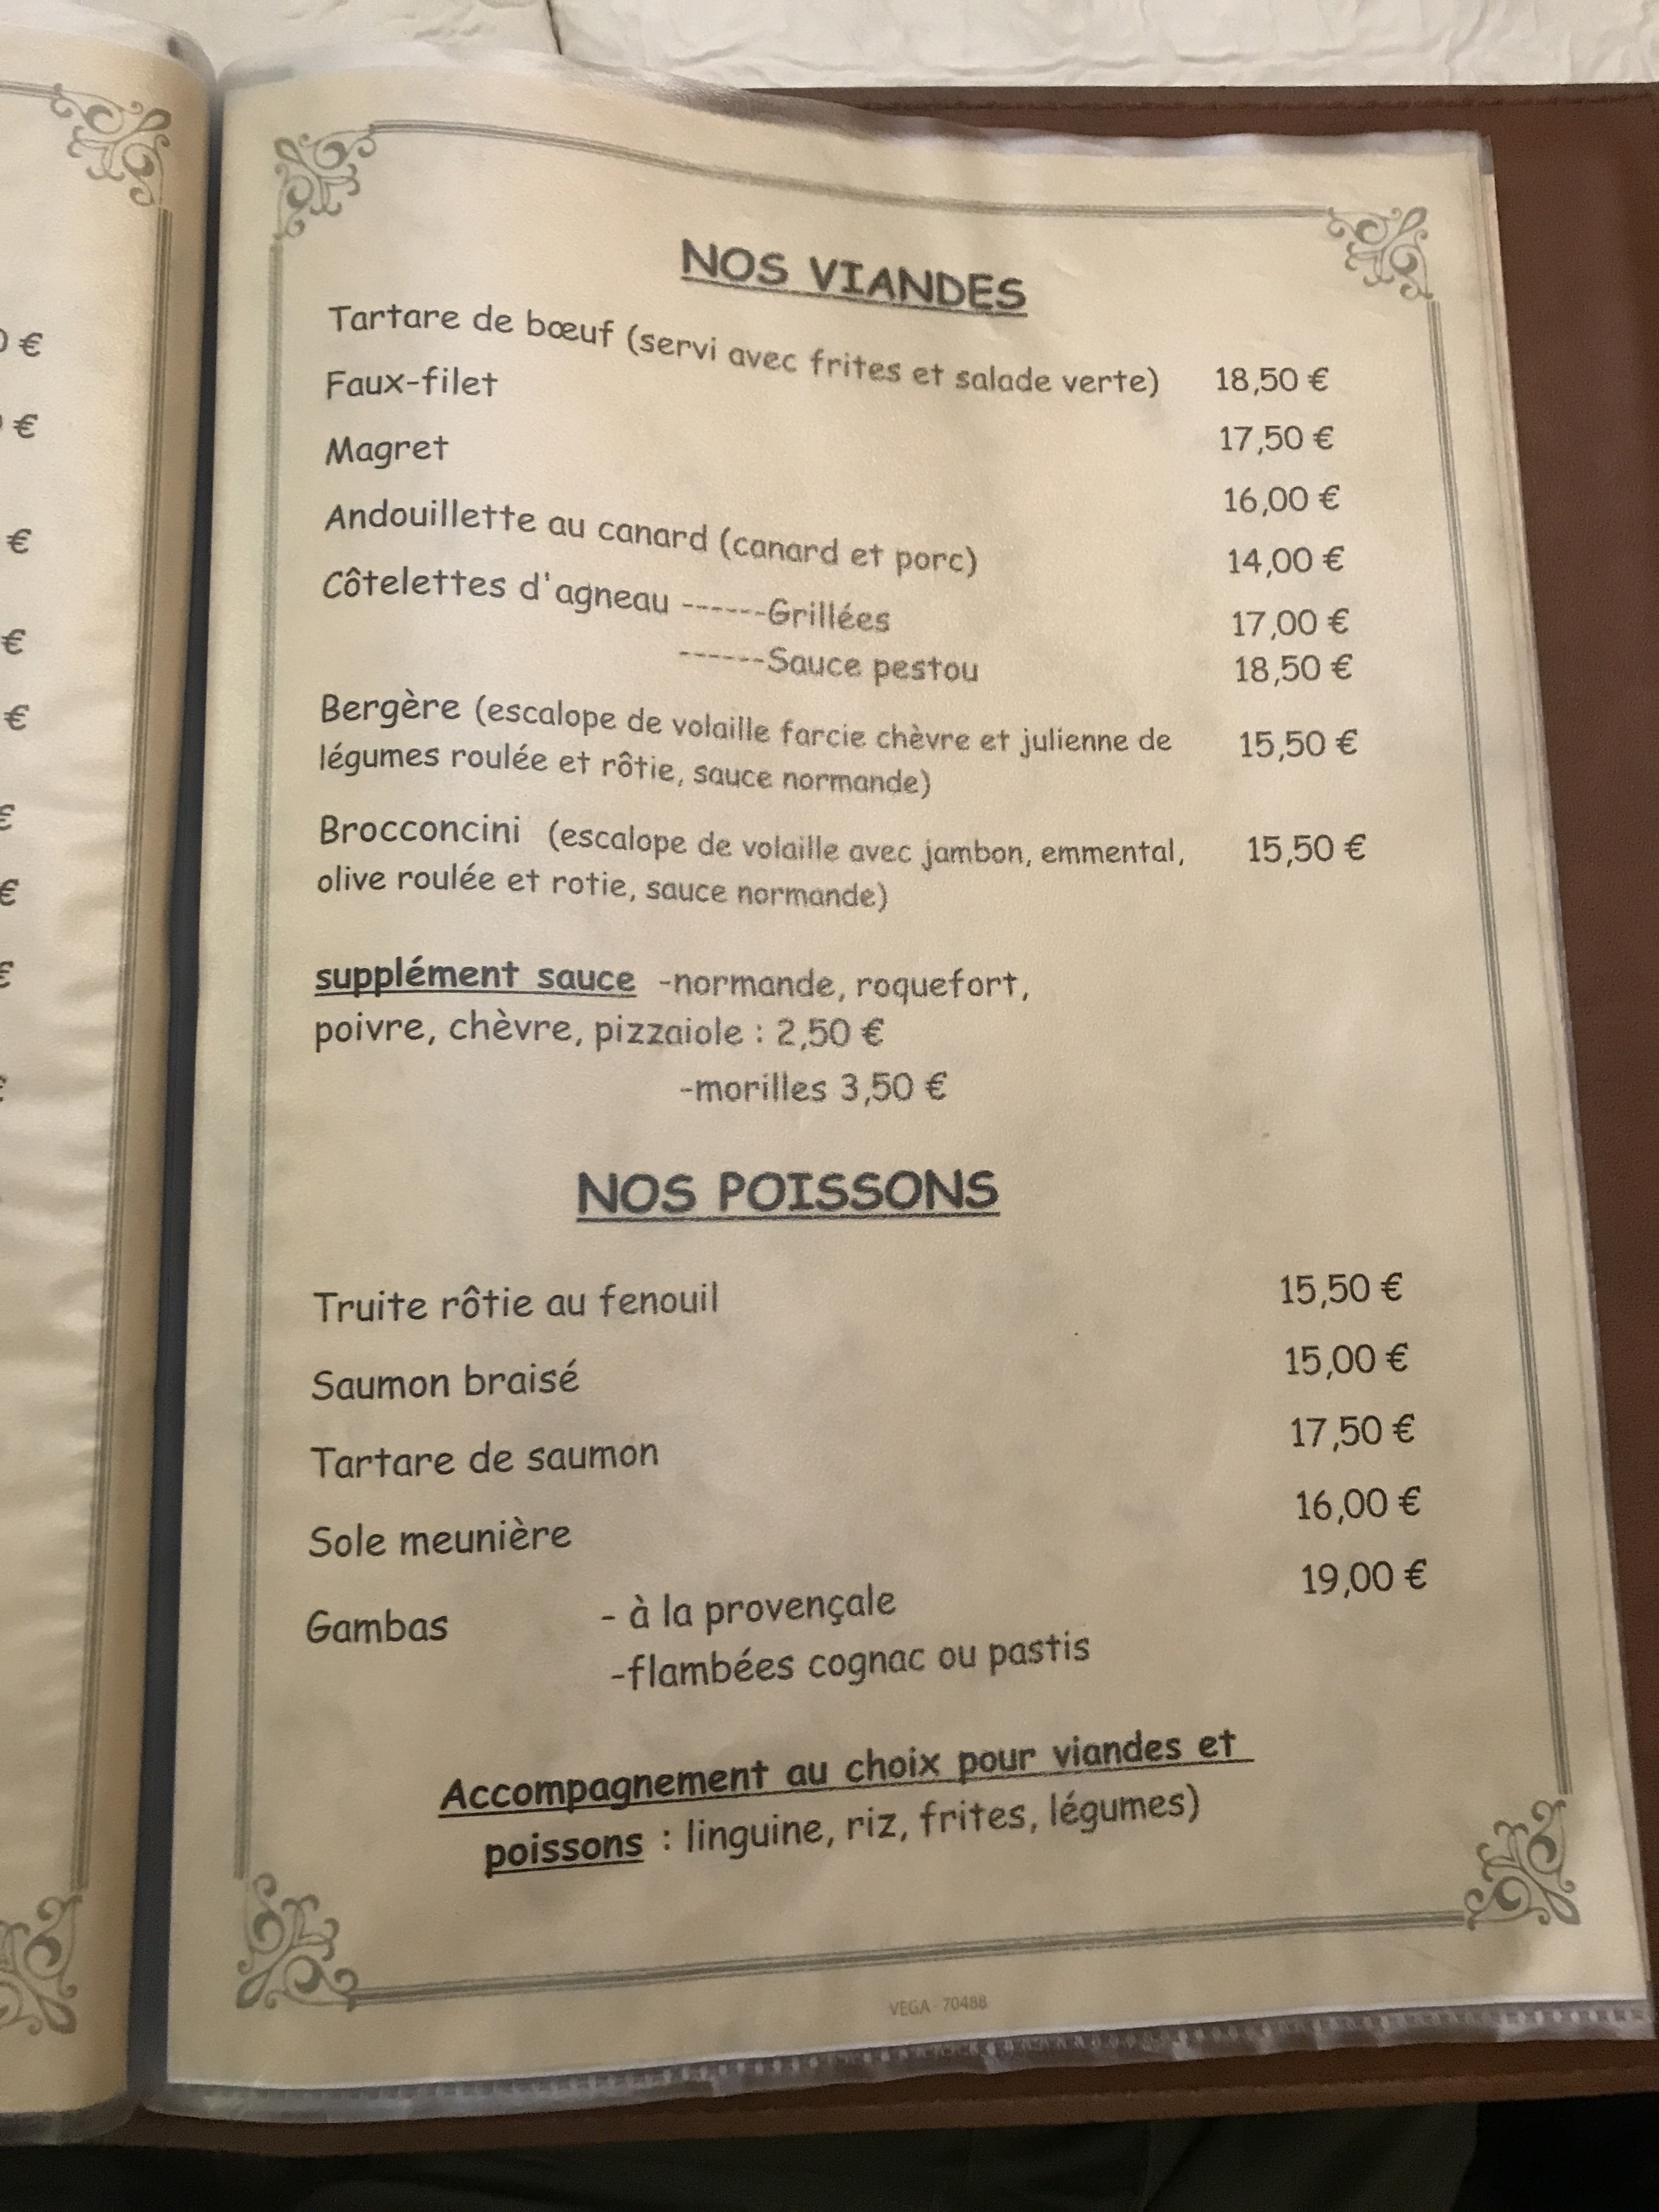 NOS VIANDES
Tartare de bœuf (servi avec frites et salade verte) 18,50 €
Faux-filet 17,50 €
Magret 16,00 €
Andouillette au canard (canard et porc) 14,00 €
Côtelettes d'agneau ------Grillées 17,00 €
------Sauce pestou 18,50 €
Bergère (escalope de volaille farcie chèvre et julienne de 15,50 €
légumes roulée et rôtie, sauce normande)
Brocconcini (escalope de volaille avec jambon, emmental, 15,50 €
olive roulée et rotie, sauce normande)
supplément sauce -normande, roquefort,
poivre, chèvre, pizzaiole : 2,50 €
-morilles 3,50 €
NOS POISSONS
Truite rôtie au fenouil 15,50 €
Saumon braisé 15,00 €
Tartare de saumon 17,50 €
Sole meunière 16,00 €
Gambas - à la provençale 19,00 €
-flambées cognac ou pastis
Accompagnement au choix pour viandes et
poissons : linguine, riz, frites, légumes)
VEGA - 70488